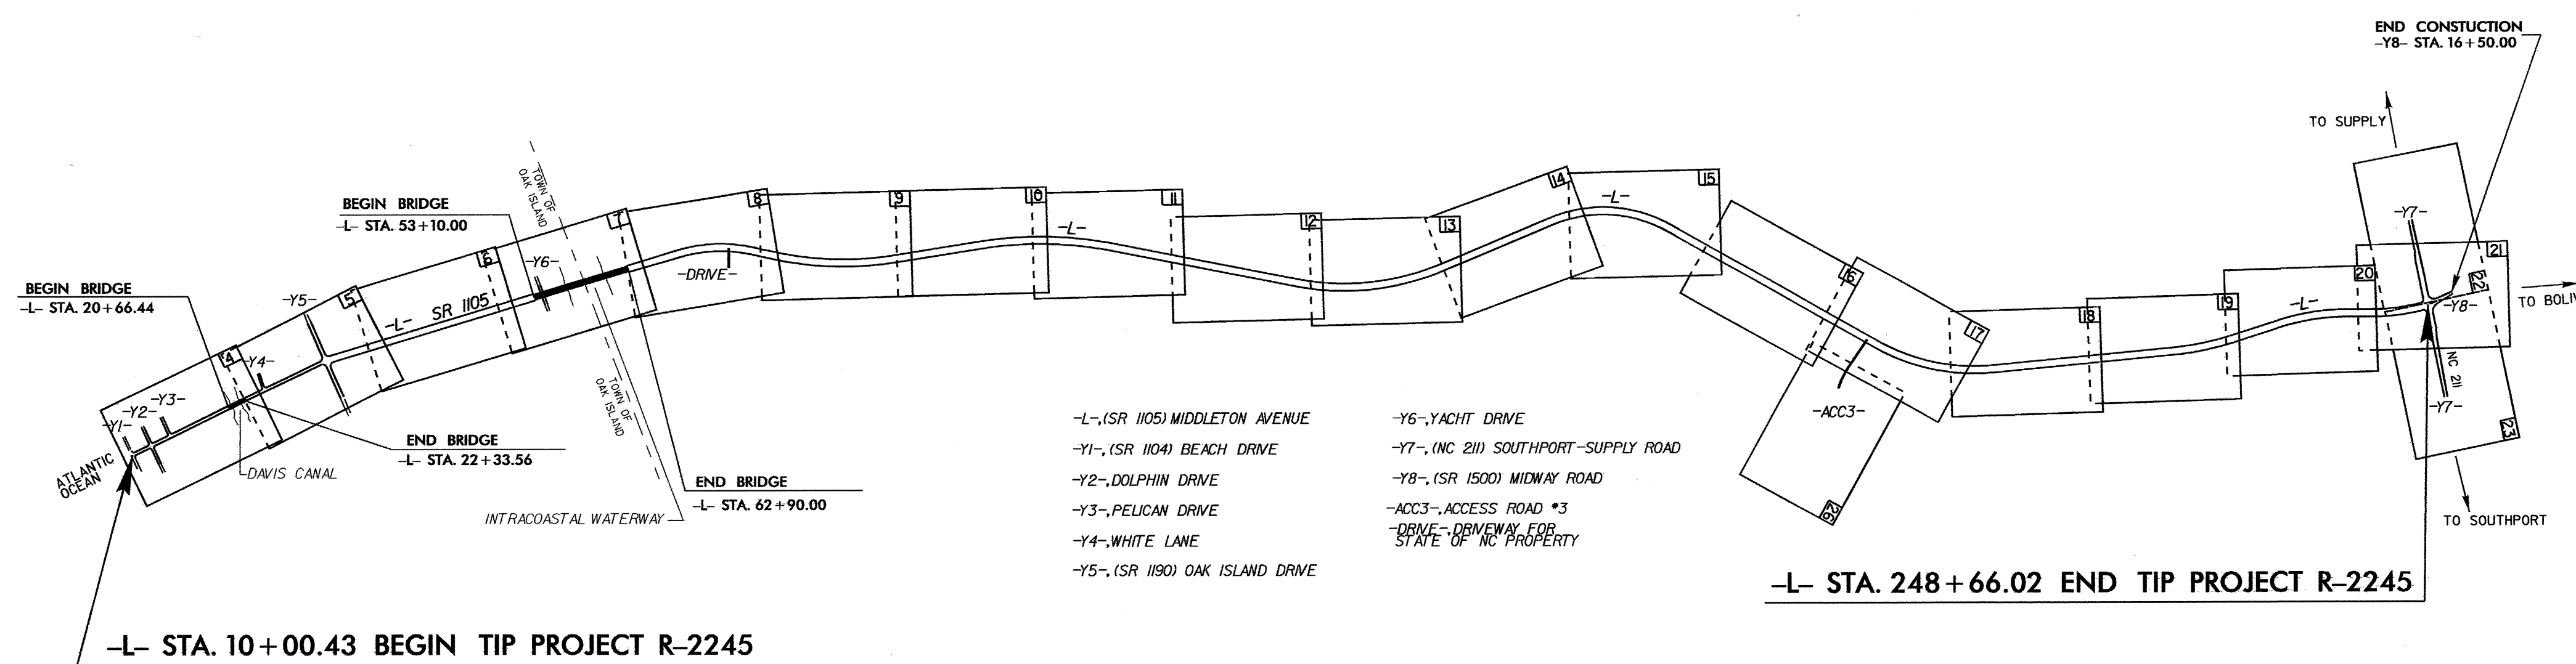 END CONSTUCTION
-Y8- STA. 16+50.00
TO SUPPLY
TOWN OF
OAK ISLAND
BEGIN BRIDGE
-L- STA. 53+10.00
BEGIN BRIDGE
-L- STA. 20+66.44
4
5
6
7
8
9
10
11
12
13
14
15
16
17
18
19
20
21
22
23
26
-Y1-
-Y2-
-Y3-
-Y4-
-Y5-
-L-
SR 1105
-Y6-
-DRIVE-
-L-
-L-
-ACC3-
-L-
-Y7-
-Y8-
NC 211
-Y7-
TO BOLIV
ATLANTIC
OCEAN
DAVIS CANAL
END BRIDGE
-L- STA. 22+33.56
TOWN OF
OAK ISLAND
INTRACOASTAL WATERWAY
END BRIDGE
-L- STA. 62+90.00
TO SOUTHPORT
-L-,(SR 1105) MIDDLETON AVENUE
-Y1-,(SR 1104) BEACH DRIVE
-Y2-,DOLPHIN DRIVE
-Y3-,PELICAN DRIVE
-Y4-,WHITE LANE
-Y5-,(SR 1190) OAK ISLAND DRIVE
-Y6-,YACHT DRIVE
-Y7-,(NC 211) SOUTHPORT-SUPPLY ROAD
-Y8-,(SR 1500) MIDWAY ROAD
-ACC3-,ACCESS ROAD #3
-DRIVE-,DRIVEWAY FOR
STATE OF NC PROPERTY
-L- STA. 248+66.02 END TIP PROJECT R-2245
-L- STA. 10+00.43 BEGIN TIP PROJECT R-2245